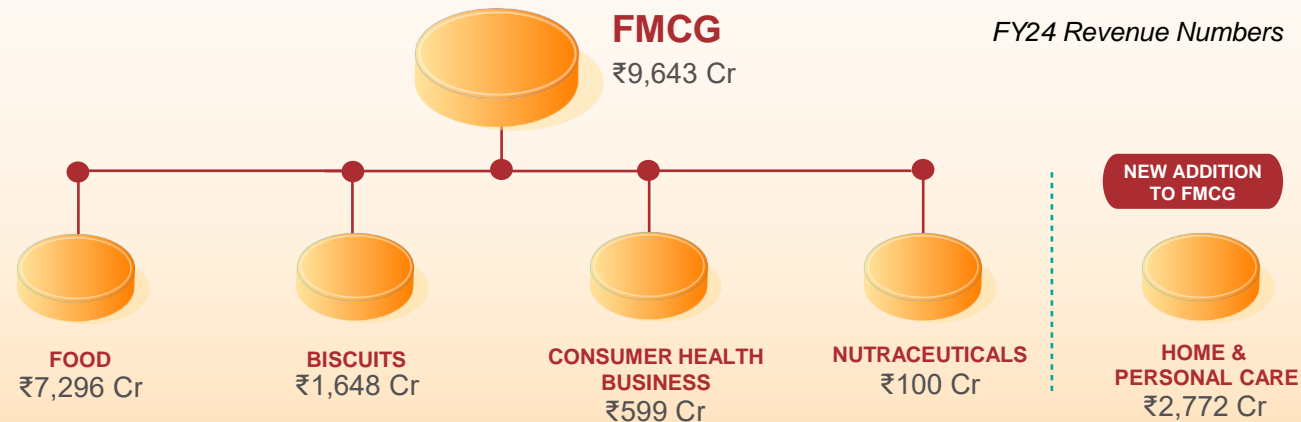 FMCG
₹9,643 Cr
FY24 Revenue Numbers
NEW ADDITION
TO FMCG
FOOD
₹7,296 Cr
BISCUITS
₹1,648 Cr
CONSUMER HEALTH
BUSINESS
₹599 Cr
NUTRACEUTICALS
₹100 Cr
HOME &
PERSONAL CARE
₹2,772 Cr